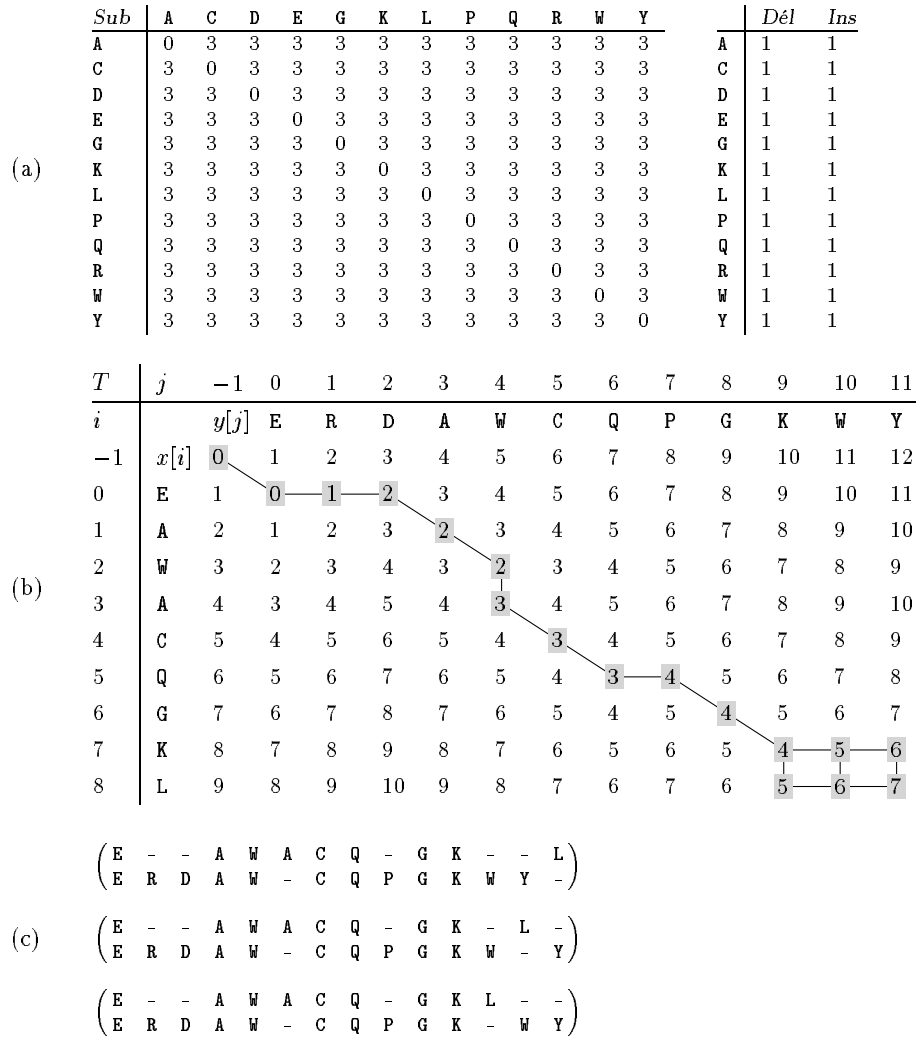 Sub A C D E G K L P Q R W Y Dél Ins
A 0 3 3 3 3 3 3 3 3 3 3 3 A 1 1
C 3 0 3 3 3 3 3 3 3 3 3 3 C 1 1
D 3 3 0 3 3 3 3 3 3 3 3 3 D 1 1
E 3 3 3 0 3 3 3 3 3 3 3 3 E 1 1
G 3 3 3 3 0 3 3 3 3 3 3 3 G 1 1
(a) K 3 3 3 3 3 0 3 3 3 3 3 3 K 1 1
L 3 3 3 3 3 3 0 3 3 3 3 3 L 1 1
P 3 3 3 3 3 3 3 0 3 3 3 3 P 1 1
Q 3 3 3 3 3 3 3 3 0 3 3 3 Q 1 1
R 3 3 3 3 3 3 3 3 3 0 3 3 R 1 1
W 3 3 3 3 3 3 3 3 3 3 0 3 W 1 1
Y 3 3 3 3 3 3 3 3 3 3 3 0 Y 1 1
T j −1 0 1 2 3 4 5 6 7 8 9 10 11
i y[j] E R D A W C Q P G K W Y
−1 x[i] 0 1 2 3 4 5 6 7 8 9 10 11 12
0 E 1 0 1 2 3 4 5 6 7 8 9 10 11
1 A 2 1 2 3 2 3 4 5 6 7 8 9 10
2 W 3 2 3 4 3 2 3 4 5 6 7 8 9
(b)
3 A 4 3 4 5 4 3 4 5 6 7 8 9 10
4 C 5 4 5 6 5 4 3 4 5 6 7 8 9
5 Q 6 5 6 7 6 5 4 3 4 5 6 7 8
6 G 7 6 7 8 7 6 5 4 5 4 5 6 7
7 K 8 7 8 9 8 7 6 5 6 5 4 5 6
8 L 9 8 9 10 9 8 7 6 7 6 5 6 7
E - - A W A C Q - G K - - L
E R D A W - C Q P G K W Y -
(c) E - - A W A C Q - G K - L -
E R D A W - C Q P G K W - Y
E - - A W A C Q - G K L - -
E R D A W - C Q P G K - W Y